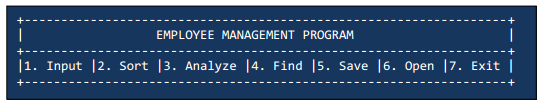 +---------------------------------------------------------------+
|                 EMPLOYEE MANAGEMENT PROGRAM                   |
+---------------------------------------------------------------+
|1. Input |2. Sort |3. Analyze |4. Find |5. Save |6. Open |7. Exit |
+---------------------------------------------------------------+